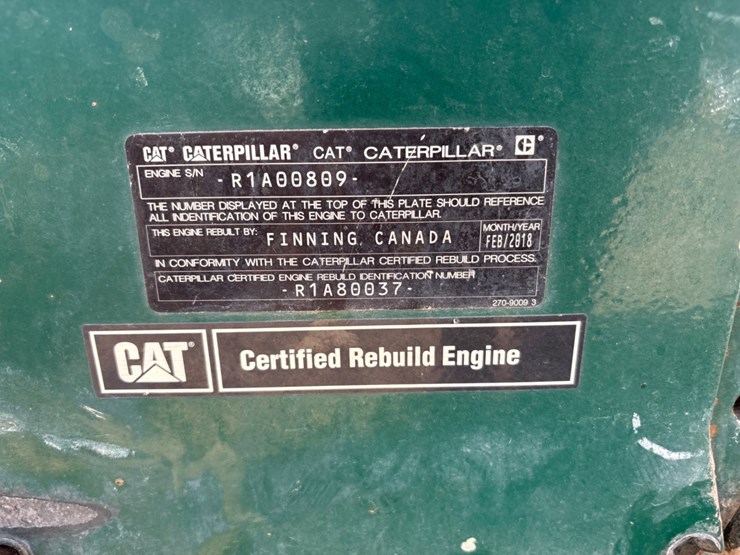 CAT® CATERPILLAR® CAT® CATERPILLAR® C®
ENGINE S/N - R1A00809 -
THE NUMBER DISPLAYED AT THE TOP OF THIS PLATE SHOULD REFERENCE
ALL INDENTIFICATION OF THIS ENGINE TO CATERPILLAR.
THIS ENGINE REBUILT BY: FINNING CANADA MONTH/YEAR
FEB/2018
IN CONFORMITY WITH THE CATERPILLAR CERTIFIED REBUILD PROCESS.
CATERPILLAR CERTIFIED ENGINE REBUILD IDENTIFICATION NUMBER
- R1A80037 -
270-9009 3
CAT® Certified Rebuild Engine